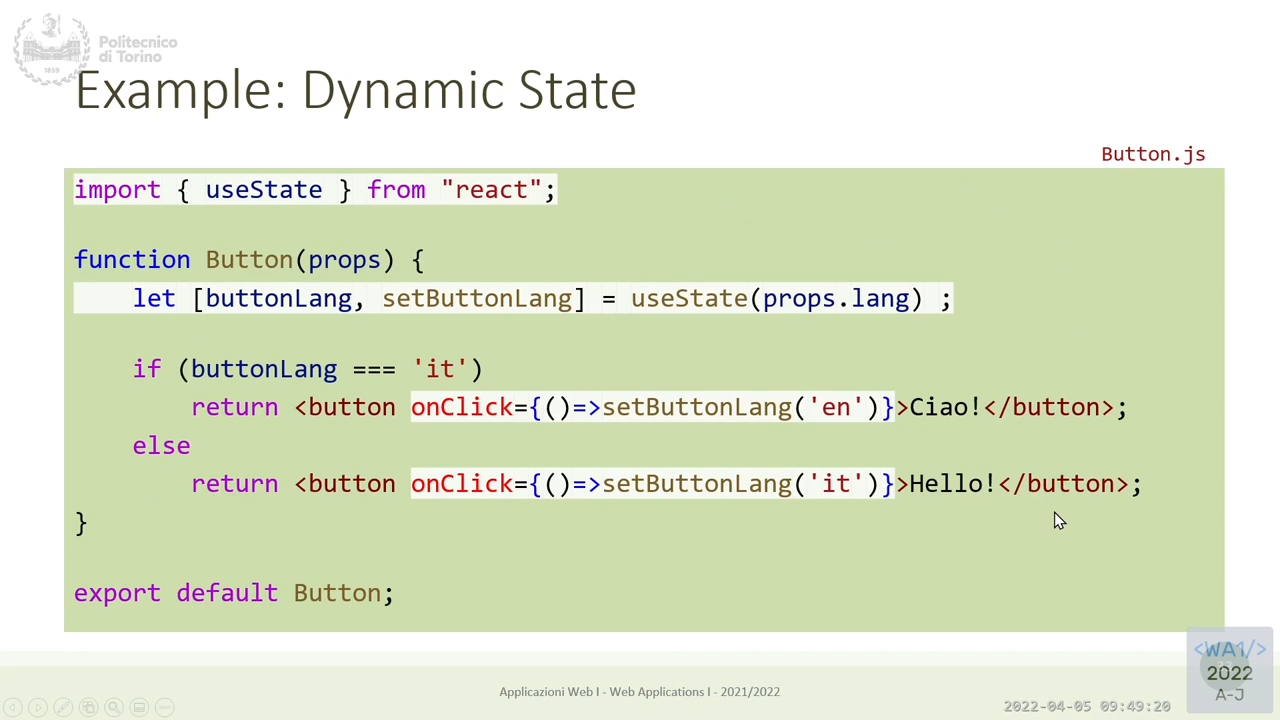 Politecnico
di Torino
1859
Example: Dynamic State
Button.js
import { useState } from "react";
function Button(props) {
let [buttonLang, setButtonLang] = useState(props.lang) ;
if (buttonLang === 'it')
return <button onClick={()=>setButtonLang('en')}>Ciao!</button>;
else
return <button onClick={()=>setButtonLang('it')}>Hello!</button>;
}
export default Button;
<WA1/>
2022
A-J
Applicazioni Web I - Web Applications I - 2021/2022
2022-04-05 09:49:20